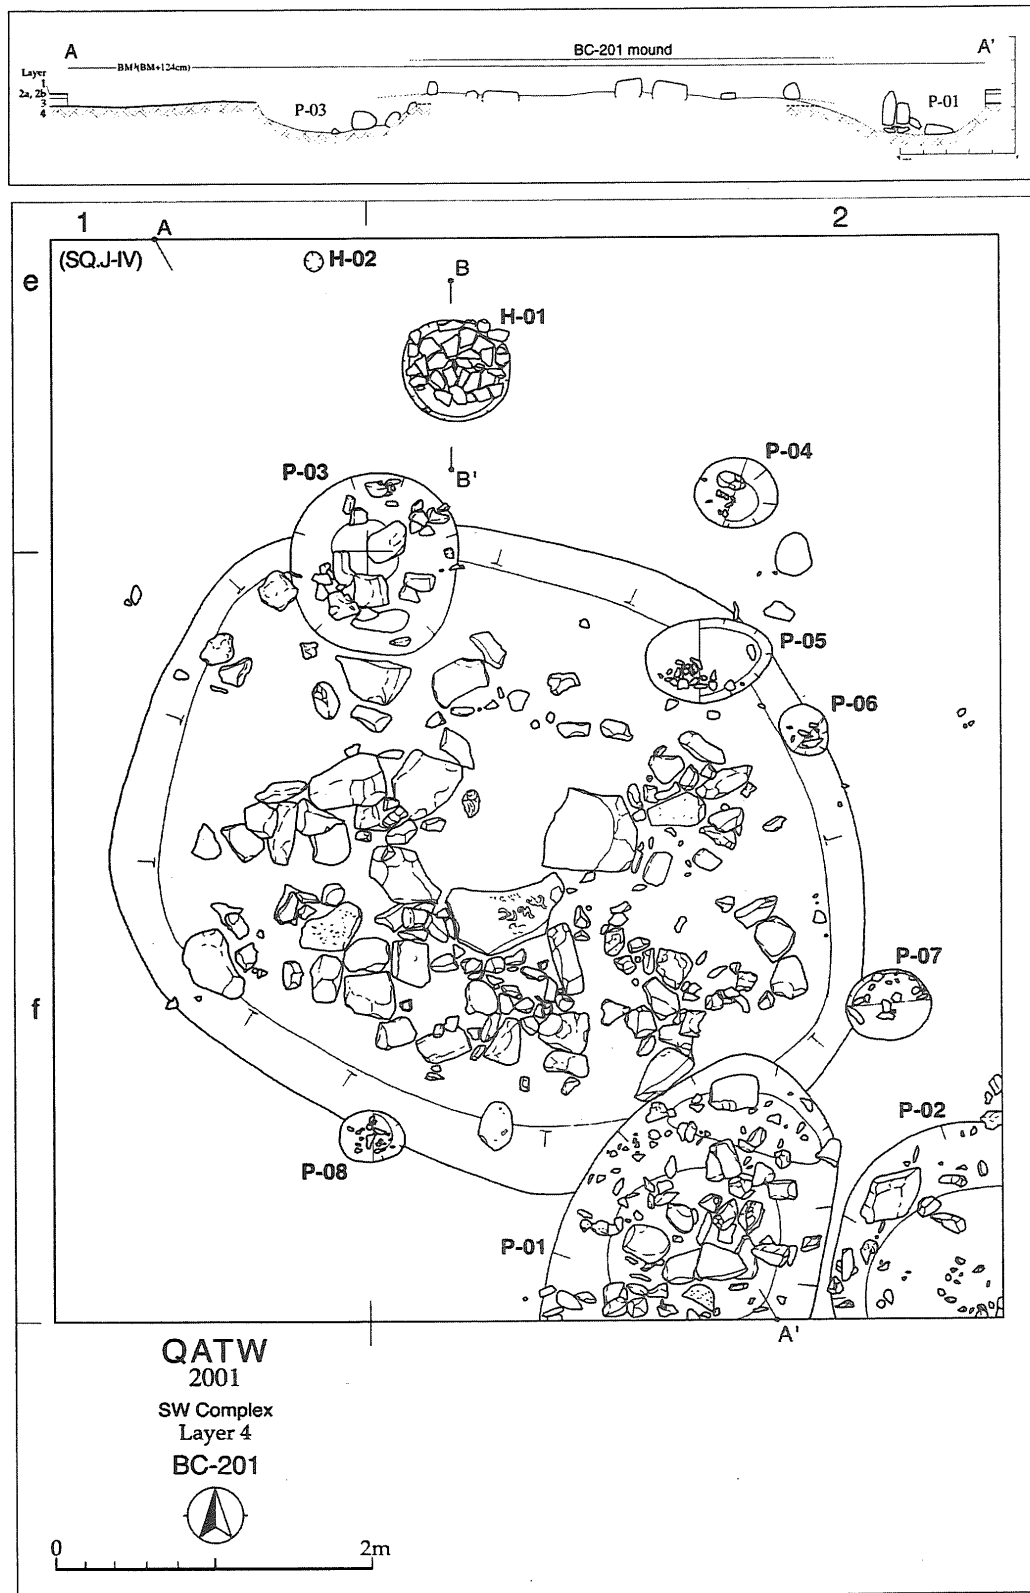 A
BC-201 mound
A'
BM¹(BM+124cm)
Layer
1
2a, 2b
3
4
P-03
P-01
1
2
A
(SQ.J-IV)
H-02
e
B
H-01
B'
P-03
P-04
P-05
P-06
P-07
f
P-02
P-08
P-01
A'
QATW
2001
SW Complex
Layer 4
BC-201
0 2m